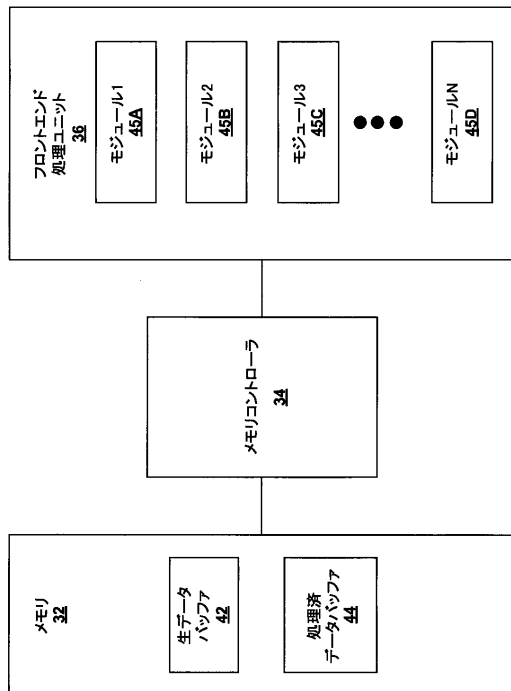 メモリ
32
生データ
バッファ
42
処理済
データバッファ
44
メモリコントローラ
34
フロントエンド
処理ユニット
36
モジュール1
45A
モジュール2
45B
モジュール3
45C
モジュールN
45D